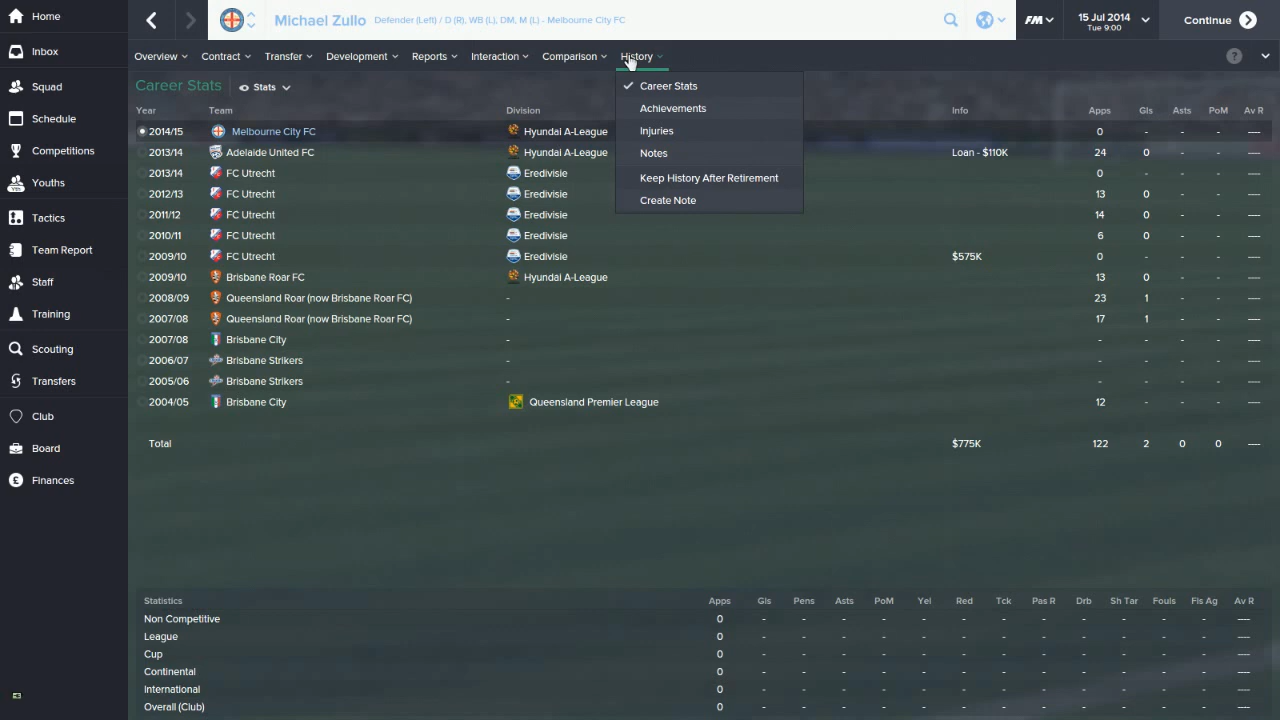 Home
Michael Zullo
Defender (Left) / D (R), WB (L), DM, M (L) - Melbourne City FC
FM
15 Jul 2014
Tue 9:00
Continue
Inbox
Squad
Schedule
Competitions
Youths
Tactics
Team Report
Staff
Training
Scouting
Transfers
Club
Board
Finances
Overview Contract Transfer Development Reports Interaction Comparison History
Career Stats Stats
Career Stats
Achievements
Injuries
Notes
Keep History After Retirement
Create Note
Year Team Division Info Apps Gls Asts PoM Av R
2014/15 Melbourne City FC Hyundai A-League 0 - - - ----
2013/14 Adelaide United FC Hyundai A-League Loan - $110K 24 0 - - ----
2013/14 FC Utrecht Eredivisie 0 - - - ----
2012/13 FC Utrecht Eredivisie 13 0 - - ----
2011/12 FC Utrecht Eredivisie 14 0 - - ----
2010/11 FC Utrecht Eredivisie 6 0 - - ----
2009/10 FC Utrecht Eredivisie $575K 0 - - - ----
2009/10 Brisbane Roar FC Hyundai A-League 13 0 - - ----
2008/09 Queensland Roar (now Brisbane Roar FC) - 23 1 - - ----
2007/08 Queensland Roar (now Brisbane Roar FC) - 17 1 - - ----
2007/08 Brisbane City - - - - - ----
2006/07 Brisbane Strikers - - - - - ----
2005/06 Brisbane Strikers - - - - - ----
2004/05 Brisbane City Queensland Premier League 12 - - - ----
Total $775K 122 2 0 0 ----
Statistics Apps Gls Pens Asts PoM Yel Red Tck Pas R Drb Sh Tar Fouls Fls Ag Av R
Non Competitive 0 - - - - - - - - - - - - ----
League 0 - - - - - - - - - - - - ----
Cup 0 - - - - - - - - - - - - ----
Continental 0 - - - - - - - - - - - - ----
International 0 - - - - - - - - - - - - ----
Overall (Club) 0 - - - - - - - - - - - - ----